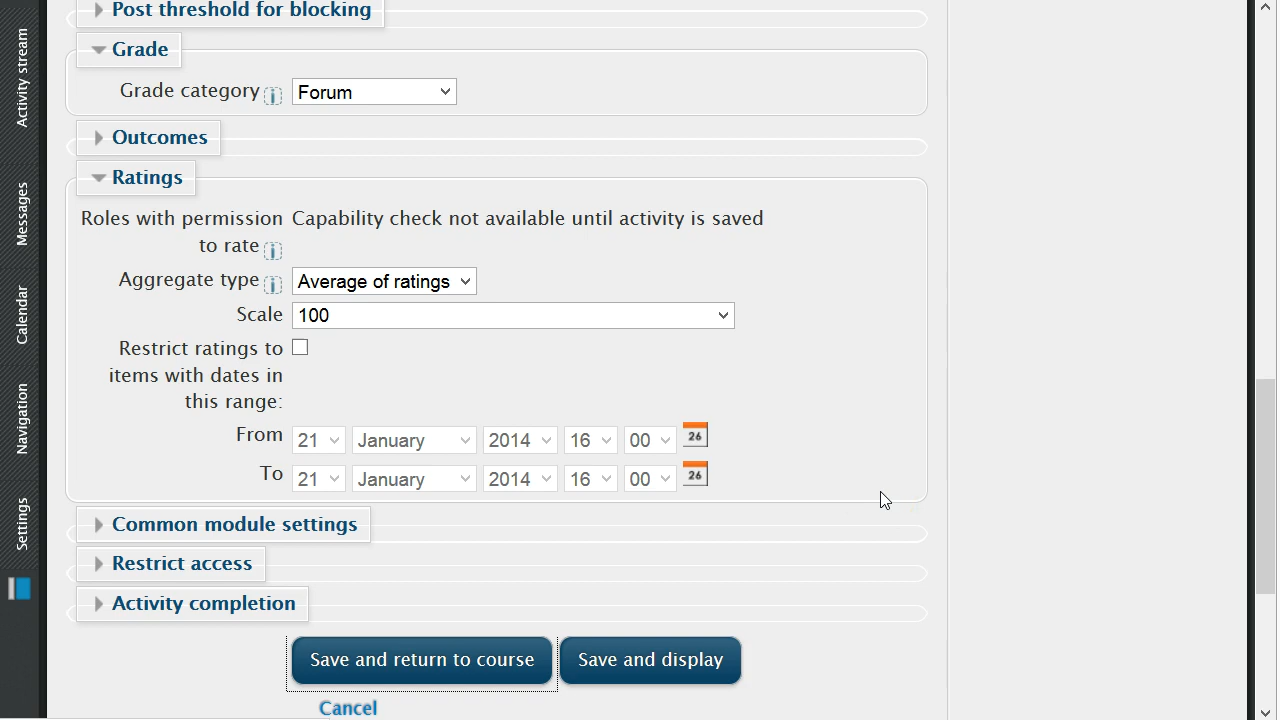 Post threshold for blocking
Grade
Grade category
Forum
Outcomes
Ratings
Roles with permission to rate
Capability check not available until activity is saved
Aggregate type
Average of ratings
Scale
100
Restrict ratings to
items with dates in
this range:
From
21 January 2014 16 00
26
To
21 January 2014 16 00
26
Common module settings
Restrict access
Activity completion
Save and return to course
Save and display
Cancel
Activity stream
Messages
Calendar
Navigation
Settings